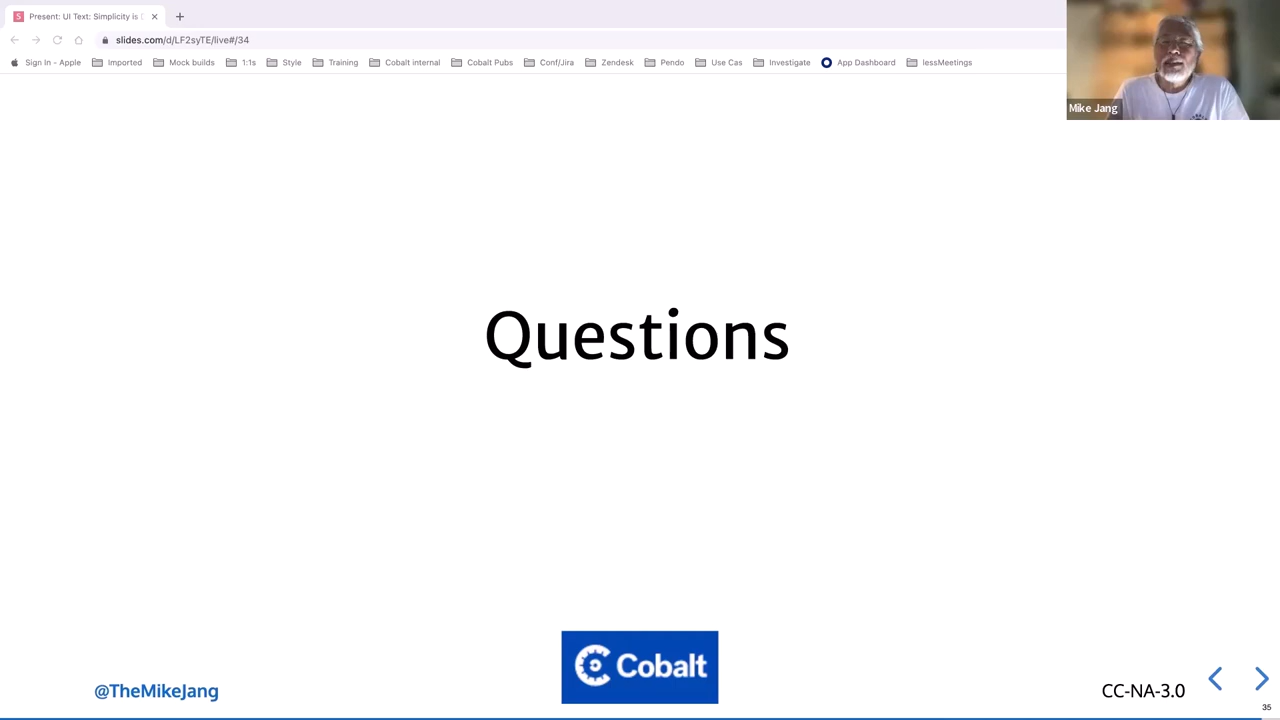 Present: UI Text: Simplicity is
slides.com/d/LF2syTE/live#/34
Sign In - Apple Imported Mock builds 1:1s Style Training Cobalt internal Cobalt Pubs Conf/Jira Zendesk Pendo Use Cas Investigate App Dashboard lessMeetings
Mike Jang
Questions
Cobalt
@TheMikeJang
CC-NA-3.0
35